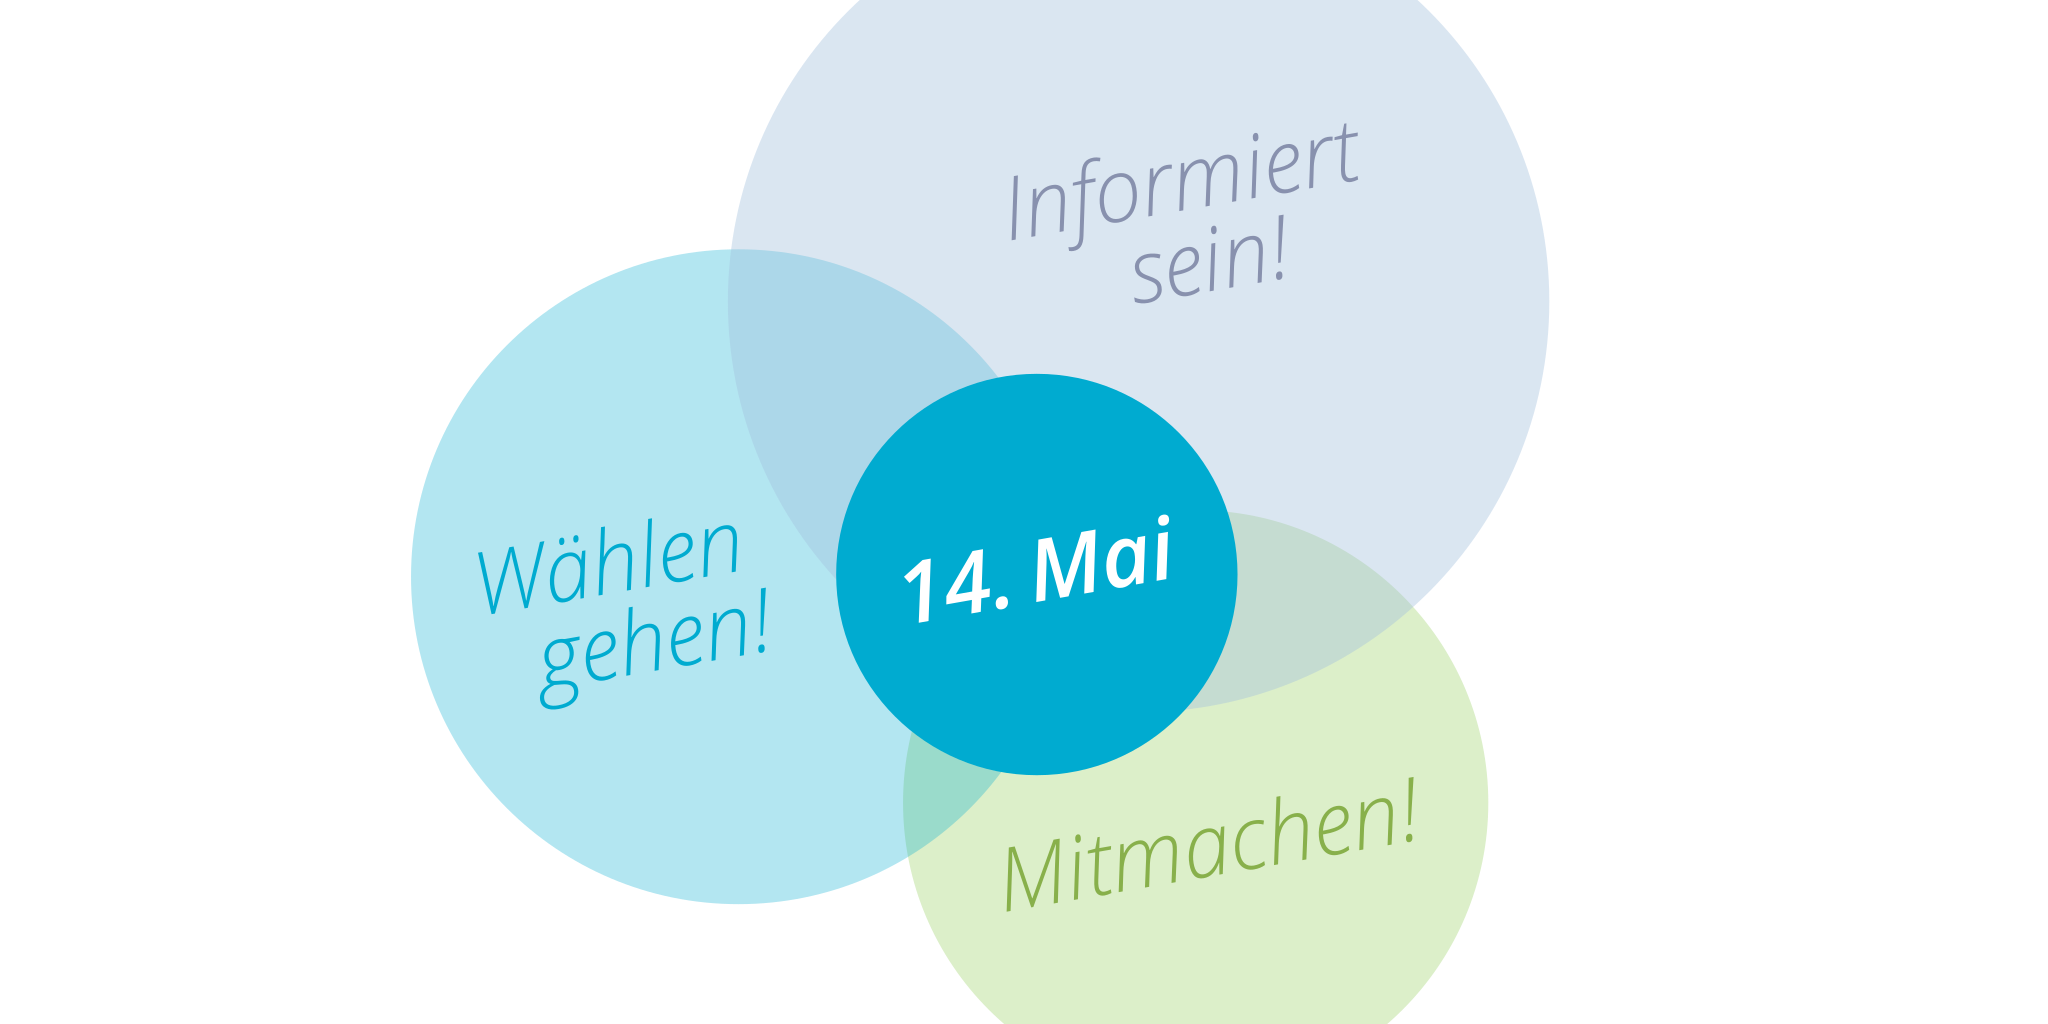 Informiert
sein!
Wählen
gehen!
14. Mai
Mitmachen!